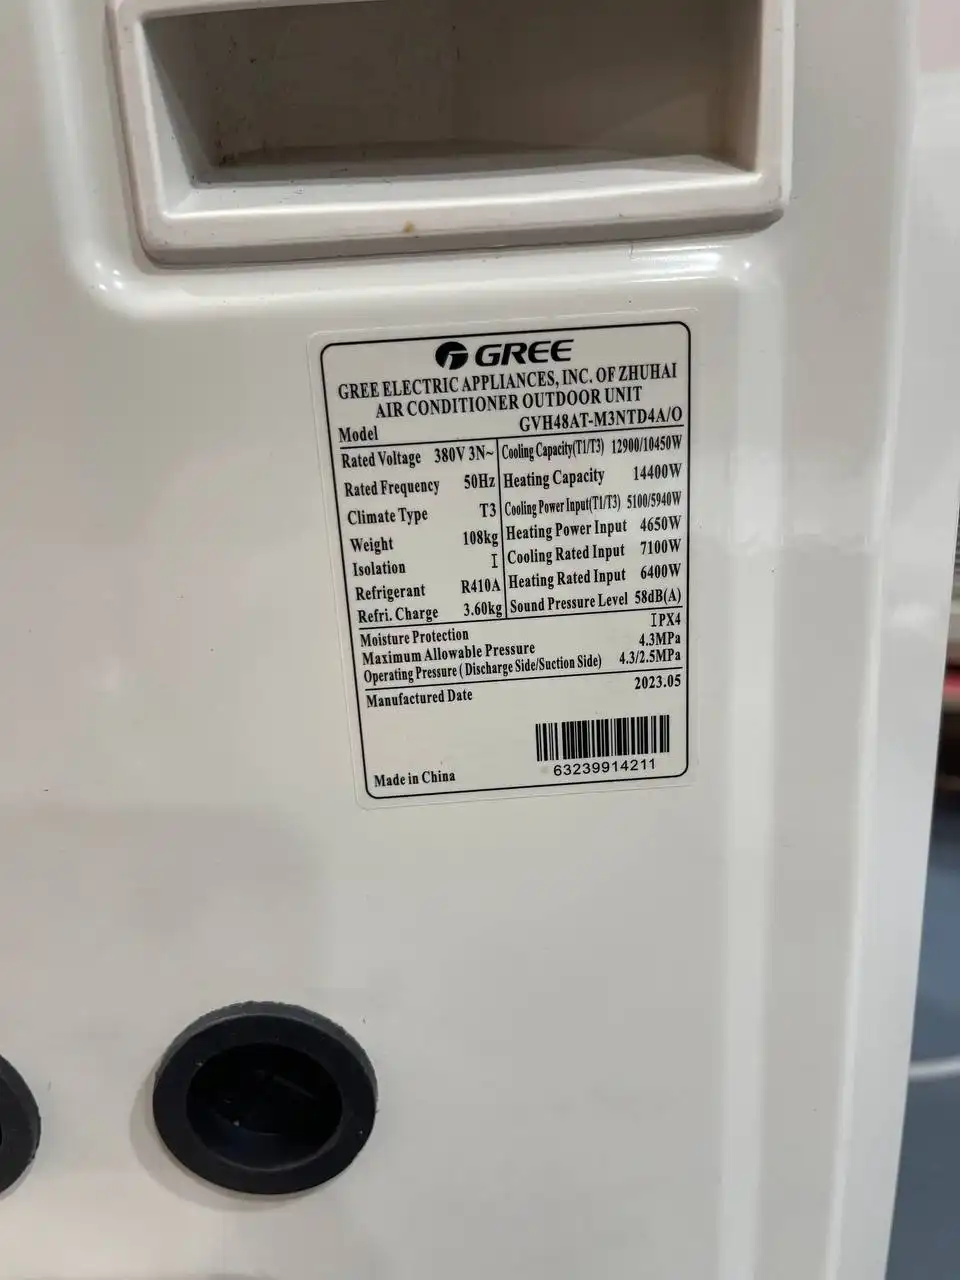 GREE
GREE ELECTRIC APPLIANCES, INC. OF ZHUHAI
AIR CONDITIONER OUTDOOR UNIT
Model GVH48AT-M3NTD4A/O
Rated Voltage 380V 3N~
Rated Frequency 50Hz
Climate Type T3
Weight 108kg
Isolation I
Refrigerant R410A
Refri. Charge 3.60kg
Cooling Capacity(T1/T3) 12900/10450W
Heating Capacity 14400W
Cooling Power Input(T1/T3) 5100/5940W
Heating Power Input 4650W
Cooling Rated Input 7100W
Heating Rated Input 6400W
Sound Pressure Level 58dB(A)
Moisture Protection IPX4
Maximum Allowable Pressure 4.3MPa
Operating Pressure ( Discharge Side/Suction Side) 4.3/2.5MPa
Manufactured Date 2023.05
63239914211
Made in China